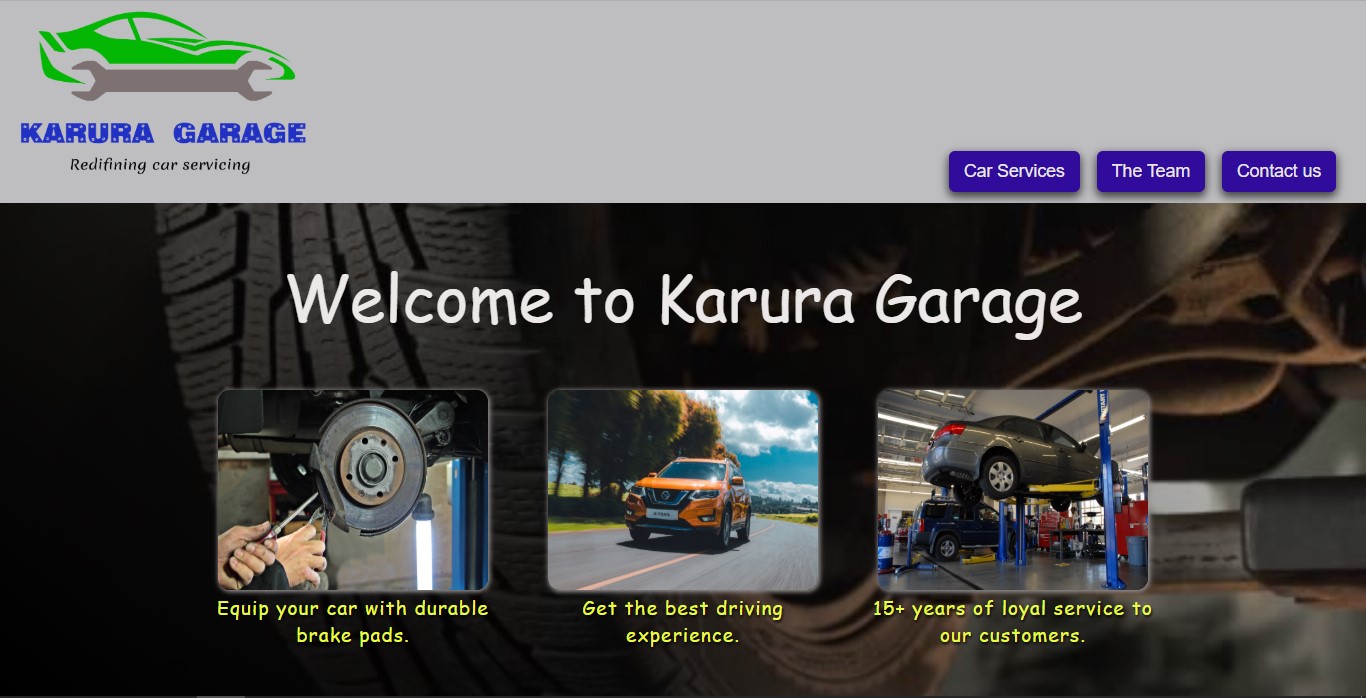 KARURA GARAGE
Redifining car servicing
Car Services
The Team
Contact us
Welcome to Karura Garage
Equip your car with durable
brake pads.
Get the best driving
experience.
15+ years of loyal service to
our customers.